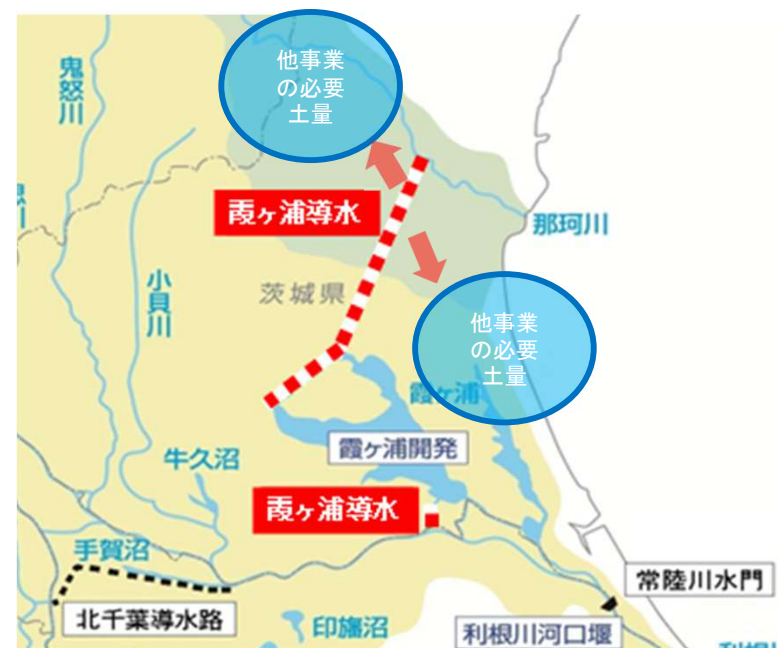 他事業
の必要
土量
鬼怒川
霞ヶ浦導水
那珂川
小貝川
茨城県
他事業
の必要
土量
霞ヶ浦
霞ヶ浦開発
牛久沼
霞ヶ浦導水
手賀沼
常陸川水門
北千葉導水路
印旛沼
利根川河口堰